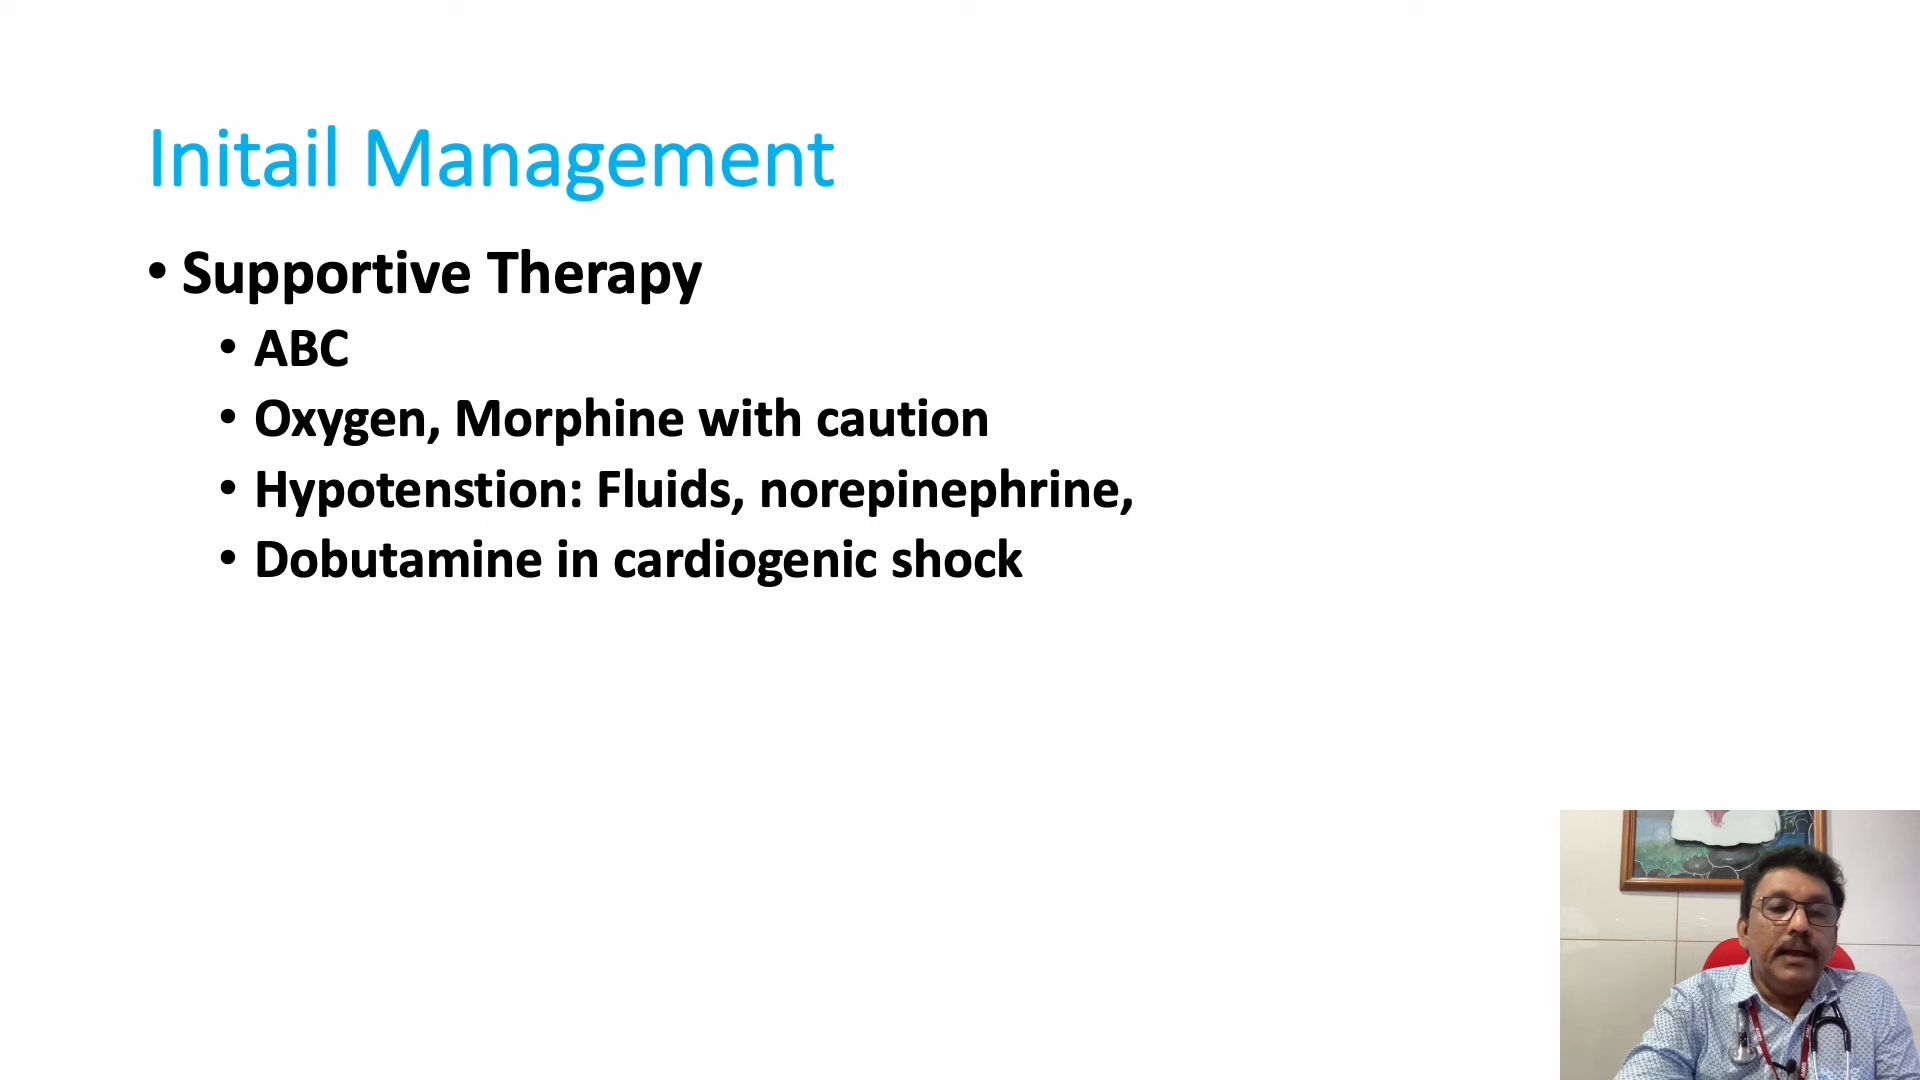 Initail Management
• Supportive Therapy
• ABC
• Oxygen, Morphine with caution
• Hypotenstion: Fluids, norepinephrine,
• Dobutamine in cardiogenic shock